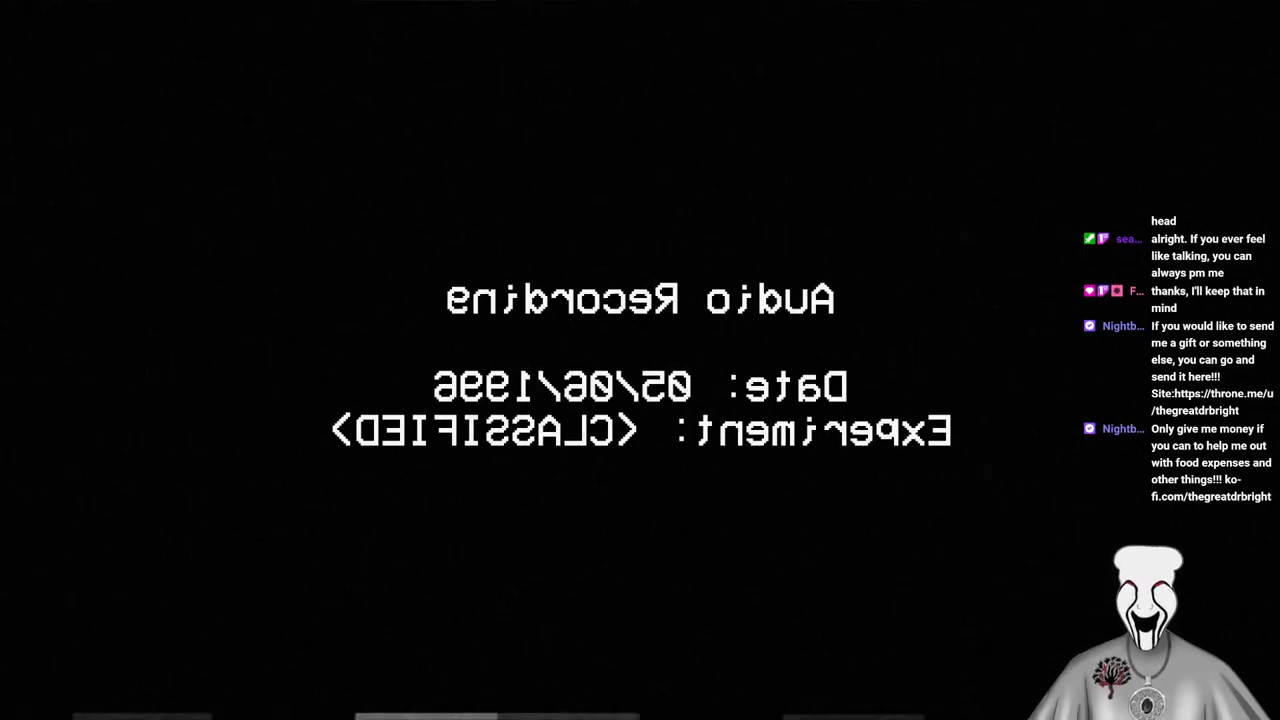 Audio Recording
Date: 05/06/1996
Experiment: <CLASSIFIED>
head
sea... alright. If you ever feel
like talking, you can
always pm me
F... thanks, I'll keep that in
mind
Nightb... If you would like to send
me a gift or something
else, you can go and
send it here!!!
Site:https://throne.me/u
/thegreatdrbright
Nightb... Only give me money if
you can to help me out
with food expenses and
other things!!! ko-
fi.com/thegreatdrbright